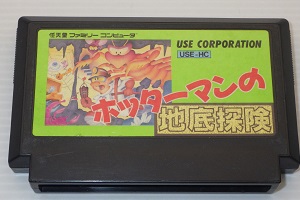 任天堂 ファミリー コンピュータ
USE CORPORATION
USE-HC
ホッターマンの
地底探険